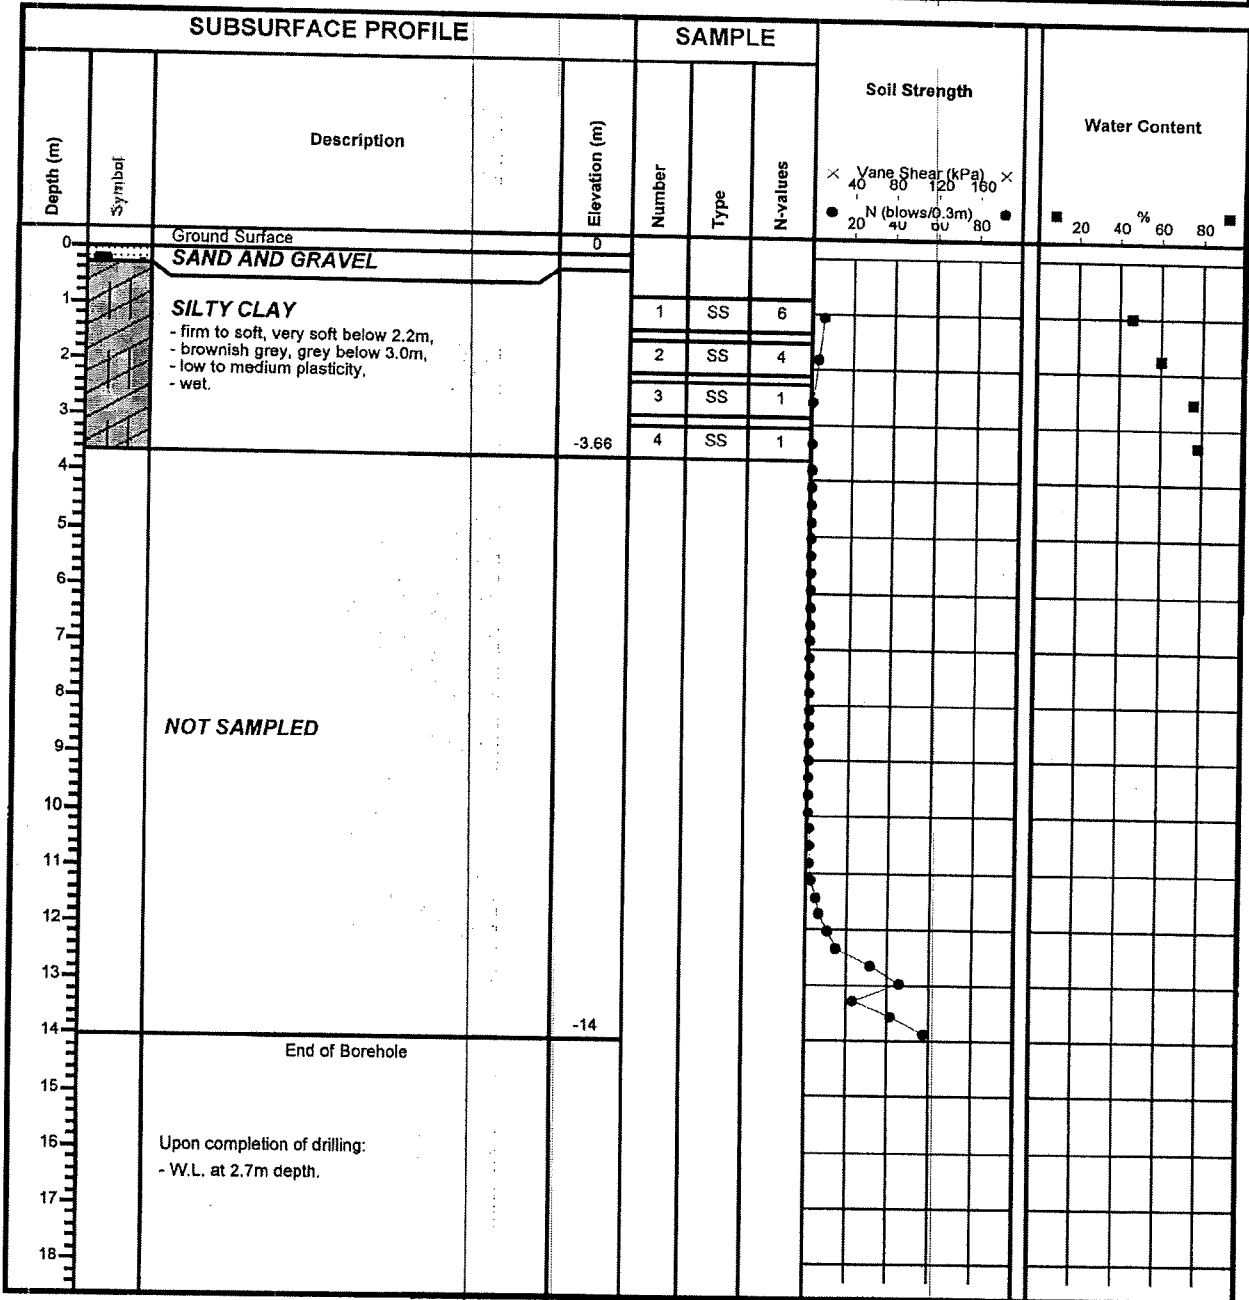 SUBSURFACE PROFILE
SAMPLE
Depth (m)
Symbol
Description
Elevation (m)
Number
Type
N-values
Soil Strength
× Vane Shear (kPa) ×
40 80 120 160
● N (blows/0.3m) ●
20 40 60 80
Water Content
■ % ■
20 40 60 80
0
Ground Surface
0
SAND AND GRAVEL
1
SILTY CLAY
1 SS 6
- firm to soft, very soft below 2.2m,
- brownish grey, grey below 3.0m,
2
2 SS 4
- low to medium plasticity,
- wet.
3
3 SS 1
-3.66
4 SS 1
4
5
6
7
8
NOT SAMPLED
9
10
11
12
13
14
-14
End of Borehole
15
16
Upon completion of drilling:
- W.L. at 2.7m depth.
17
18